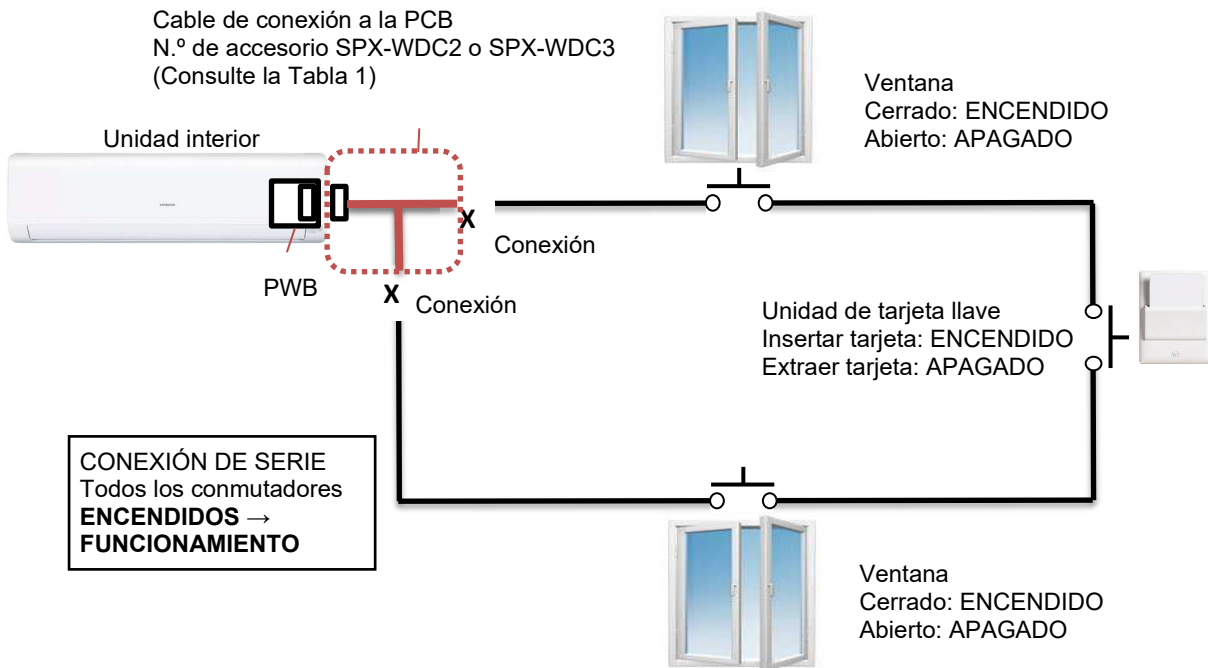 Cable de conexión a la PCB
N.º de accesorio SPX-WDC2 o SPX-WDC3
(Consulte la Tabla 1)
Unidad interior
Ventana
Cerrado: ENCENDIDO
Abierto: APAGADO
HITACHI
X
Conexión
PWB
X
Conexión
Unidad de tarjeta llave
Insertar tarjeta: ENCENDIDO
Extraer tarjeta: APAGADO
CONEXIÓN DE SERIE
Todos los conmutadores
ENCENDIDOS →
FUNCIONAMIENTO
Ventana
Cerrado: ENCENDIDO
Abierto: APAGADO